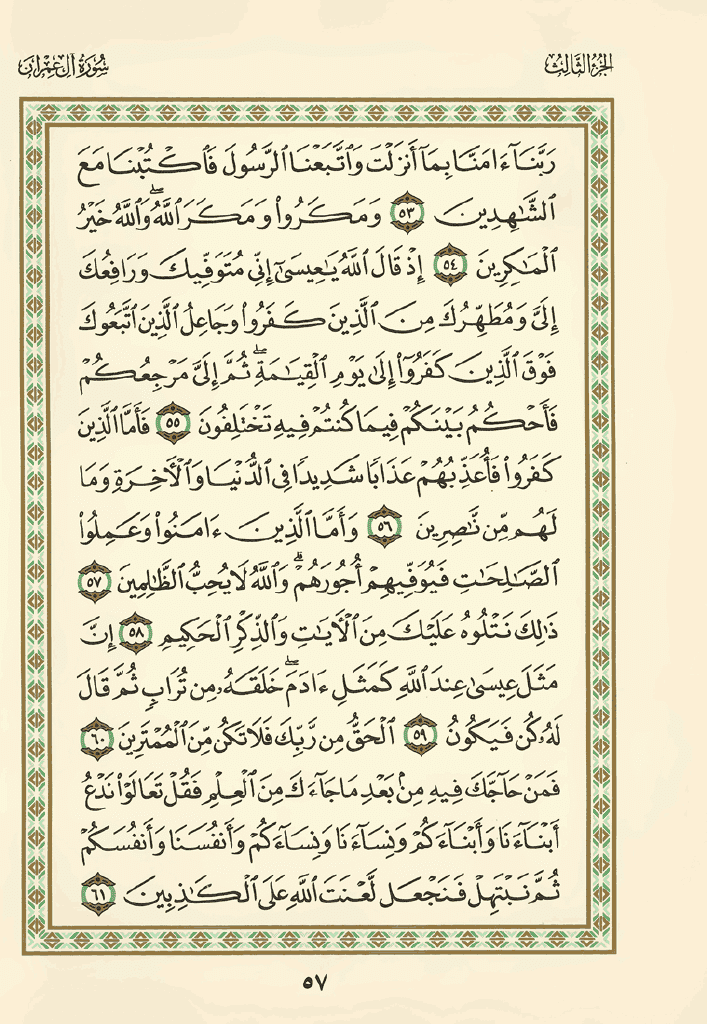 الجزء الثالث
سورة آل عمران
رَبَّنَآ ءَامَنَّا بِمَآ أَنزَلْتَ وَٱتَّبَعْنَا ٱلرَّسُولَ فَٱكْتُبْنَا مَعَ
ٱلشَّٰهِدِينَ ٥٣ وَمَكَرُوا۟ وَمَكَرَ ٱللَّهُ ۖ وَٱللَّهُ خَيْرُ
ٱلْمَٰكِرِينَ ٥٤ إِذْ قَالَ ٱللَّهُ يَٰعِيسَىٰٓ إِنِّى مُتَوَفِّيكَ وَرَافِعُكَ
إِلَىَّ وَمُطَهِّرُكَ مِنَ ٱلَّذِينَ كَفَرُوا۟ وَجَاعِلُ ٱلَّذِينَ ٱتَّبَعُوكَ
فَوْقَ ٱلَّذِينَ كَفَرُوٓا۟ إِلَىٰ يَوْمِ ٱلْقِيَٰمَةِ ۖ ثُمَّ إِلَىَّ مَرْجِعُكُمْ
فَأَحْكُمُ بَيْنَكُمْ فِيمَا كُنتُمْ فِيهِ تَخْتَلِفُونَ ٥٥ فَأَمَّا ٱلَّذِينَ
كَفَرُوا۟ فَأُعَذِّبُهُمْ عَذَابًا شَدِيدًا فِى ٱلدُّنْيَا وَٱلْءَاخِرَةِ وَمَا
لَهُم مِّن نَّٰصِرِينَ ٥٦ وَأَمَّا ٱلَّذِينَ ءَامَنُوا۟ وَعَمِلُوا۟
ٱلصَّٰلِحَٰتِ فَيُوَفِّيهِمْ أُجُورَهُمْ ۗ وَٱللَّهُ لَا يُحِبُّ ٱلظَّٰلِمِينَ ٥٧
ذَٰلِكَ نَتْلُوهُ عَلَيْكَ مِنَ ٱلْءَايَٰتِ وَٱلذِّكْرِ ٱلْحَكِيمِ ٥٨ إِنَّ
مَثَلَ عِيسَىٰ عِندَ ٱللَّهِ كَمَثَلِ ءَادَمَ ۖ خَلَقَهُۥ مِن تُرَابٍ ثُمَّ قَالَ
لَهُۥ كُن فَيَكُونُ ٥٩ ٱلْحَقُّ مِن رَّبِّكَ فَلَا تَكُن مِّنَ ٱلْمُمْتَرِينَ ٦٠
فَمَنْ حَآجَّكَ فِيهِ مِنۢ بَعْدِ مَا جَآءَكَ مِنَ ٱلْعِلْمِ فَقُلْ تَعَالَوْا۟ نَدْعُ
أَبْنَآءَنَا وَأَبْنَآءَكُمْ وَنِسَآءَنَا وَنِسَآءَكُمْ وَأَنفُسَنَا وَأَنفُسَكُمْ
ثُمَّ نَبْتَهِلْ فَنَجْعَل لَّعْنَتَ ٱللَّهِ عَلَى ٱلْكَٰذِبِينَ ٦١
٥٧